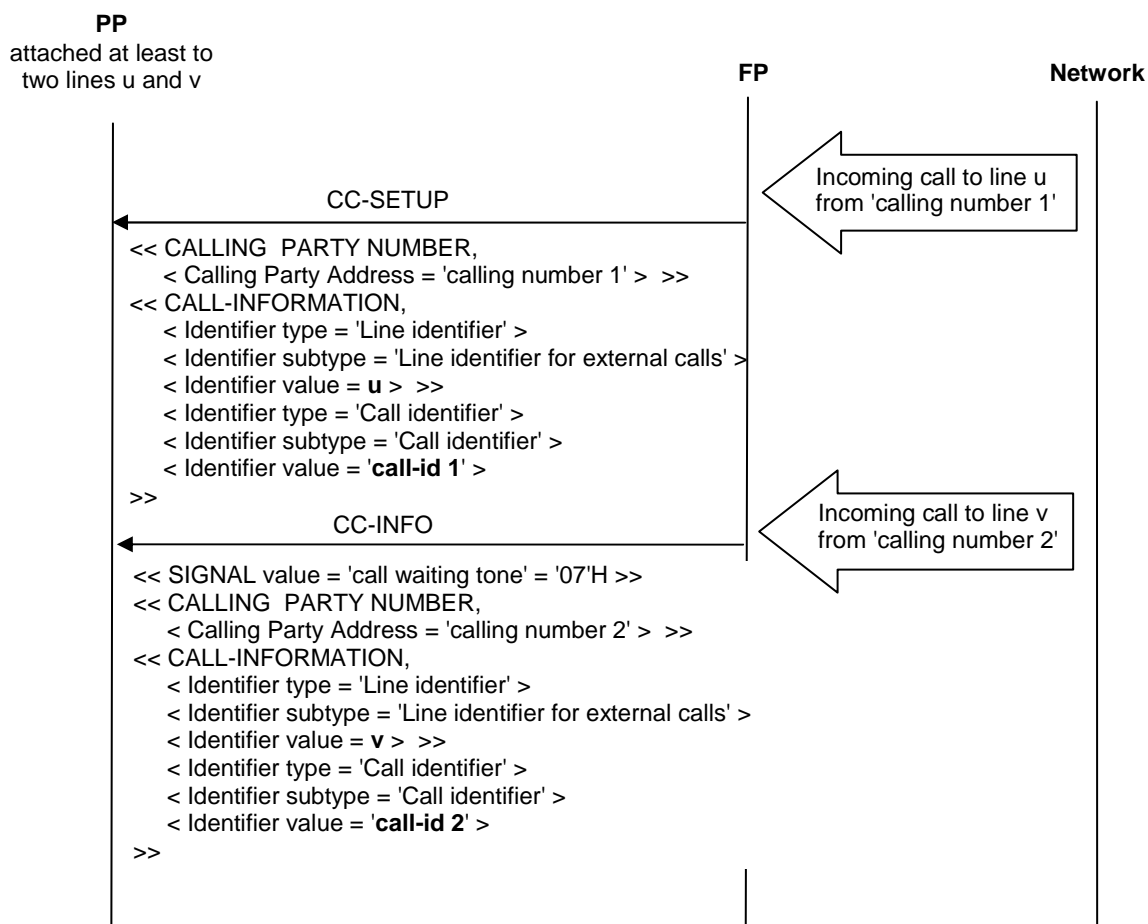 PP
attached at least to
two lines u and v
FP
Network
Incoming call to line u
from 'calling number 1'
CC-SETUP
<< CALLING PARTY NUMBER,
< Calling Party Address = 'calling number 1' > >>
<< CALL-INFORMATION,
< Identifier type = 'Line identifier' >
< Identifier subtype = 'Line identifier for external calls' >
< Identifier value = u > >>
< Identifier type = 'Call identifier' >
< Identifier subtype = 'Call identifier' >
< Identifier value = 'call-id 1' >
>>
Incoming call to line v
from 'calling number 2'
CC-INFO
<< SIGNAL value = 'call waiting tone' = '07'H >>
<< CALLING PARTY NUMBER,
< Calling Party Address = 'calling number 2' > >>
<< CALL-INFORMATION,
< Identifier type = 'Line identifier' >
< Identifier subtype = 'Line identifier for external calls' >
< Identifier value = v > >>
< Identifier type = 'Call identifier' >
< Identifier subtype = 'Call identifier' >
< Identifier value = 'call-id 2' >
>>